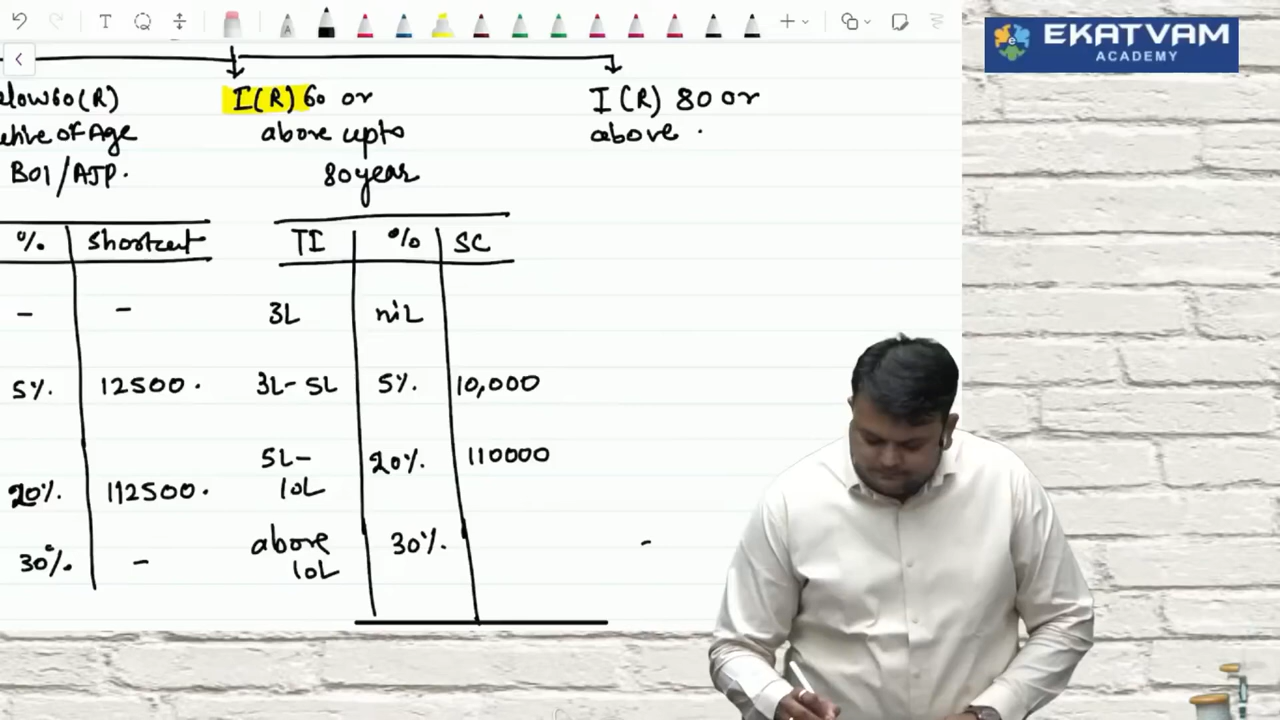 EKATVAM
ACADEMY
low 60 (R)
of Age
BOI/AJP.
I(R) 60 or
above upto
80 year
I(R) 80 or
above .
% shortcut
TI % SC
- -
3L nil
5%. 12500.
3L-5L 5%. 10,000
5L-
10L 20%. 110000
20%. 112500.
above
10L 30%.
30%. -
-